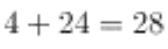 4 + 24 = 28